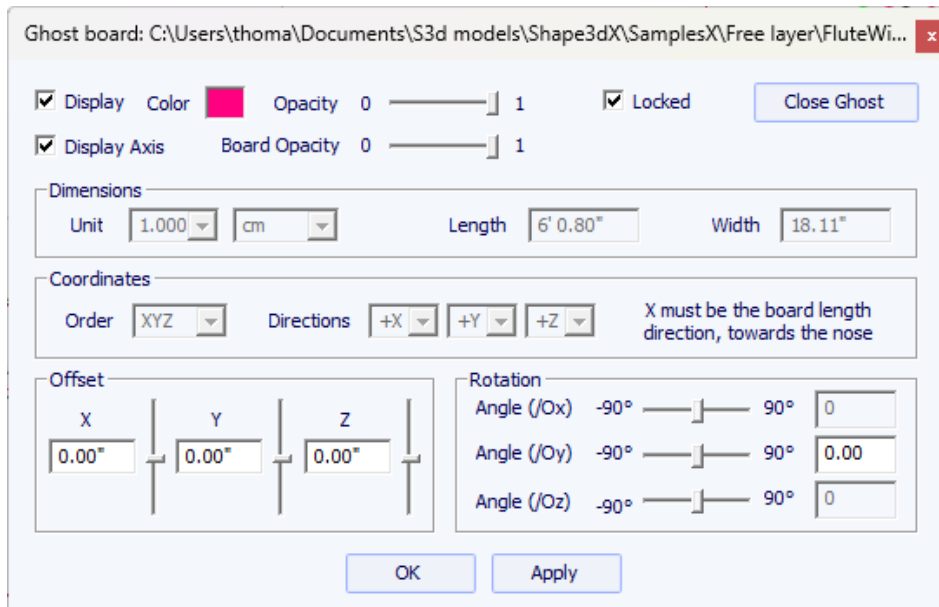 Ghost board: C:\Users\thoma\Documents\S3d models\Shape3dX\SamplesX\Free layer\FluteWi... x
Display Color Opacity 0 1 Locked Close Ghost
Display Axis Board Opacity 0 1
Dimensions
Unit 1.000 cm Length 6' 0.80" Width 18.11"
Coordinates
Order XYZ Directions +X +Y +Z X must be the board length
direction, towards the nose
Offset
X Y Z
0.00" 0.00" 0.00"
Rotation
Angle (/Ox) -90° 90° 0
Angle (/Oy) -90° 90° 0.00
Angle (/Oz) -90° 90° 0
OK Apply